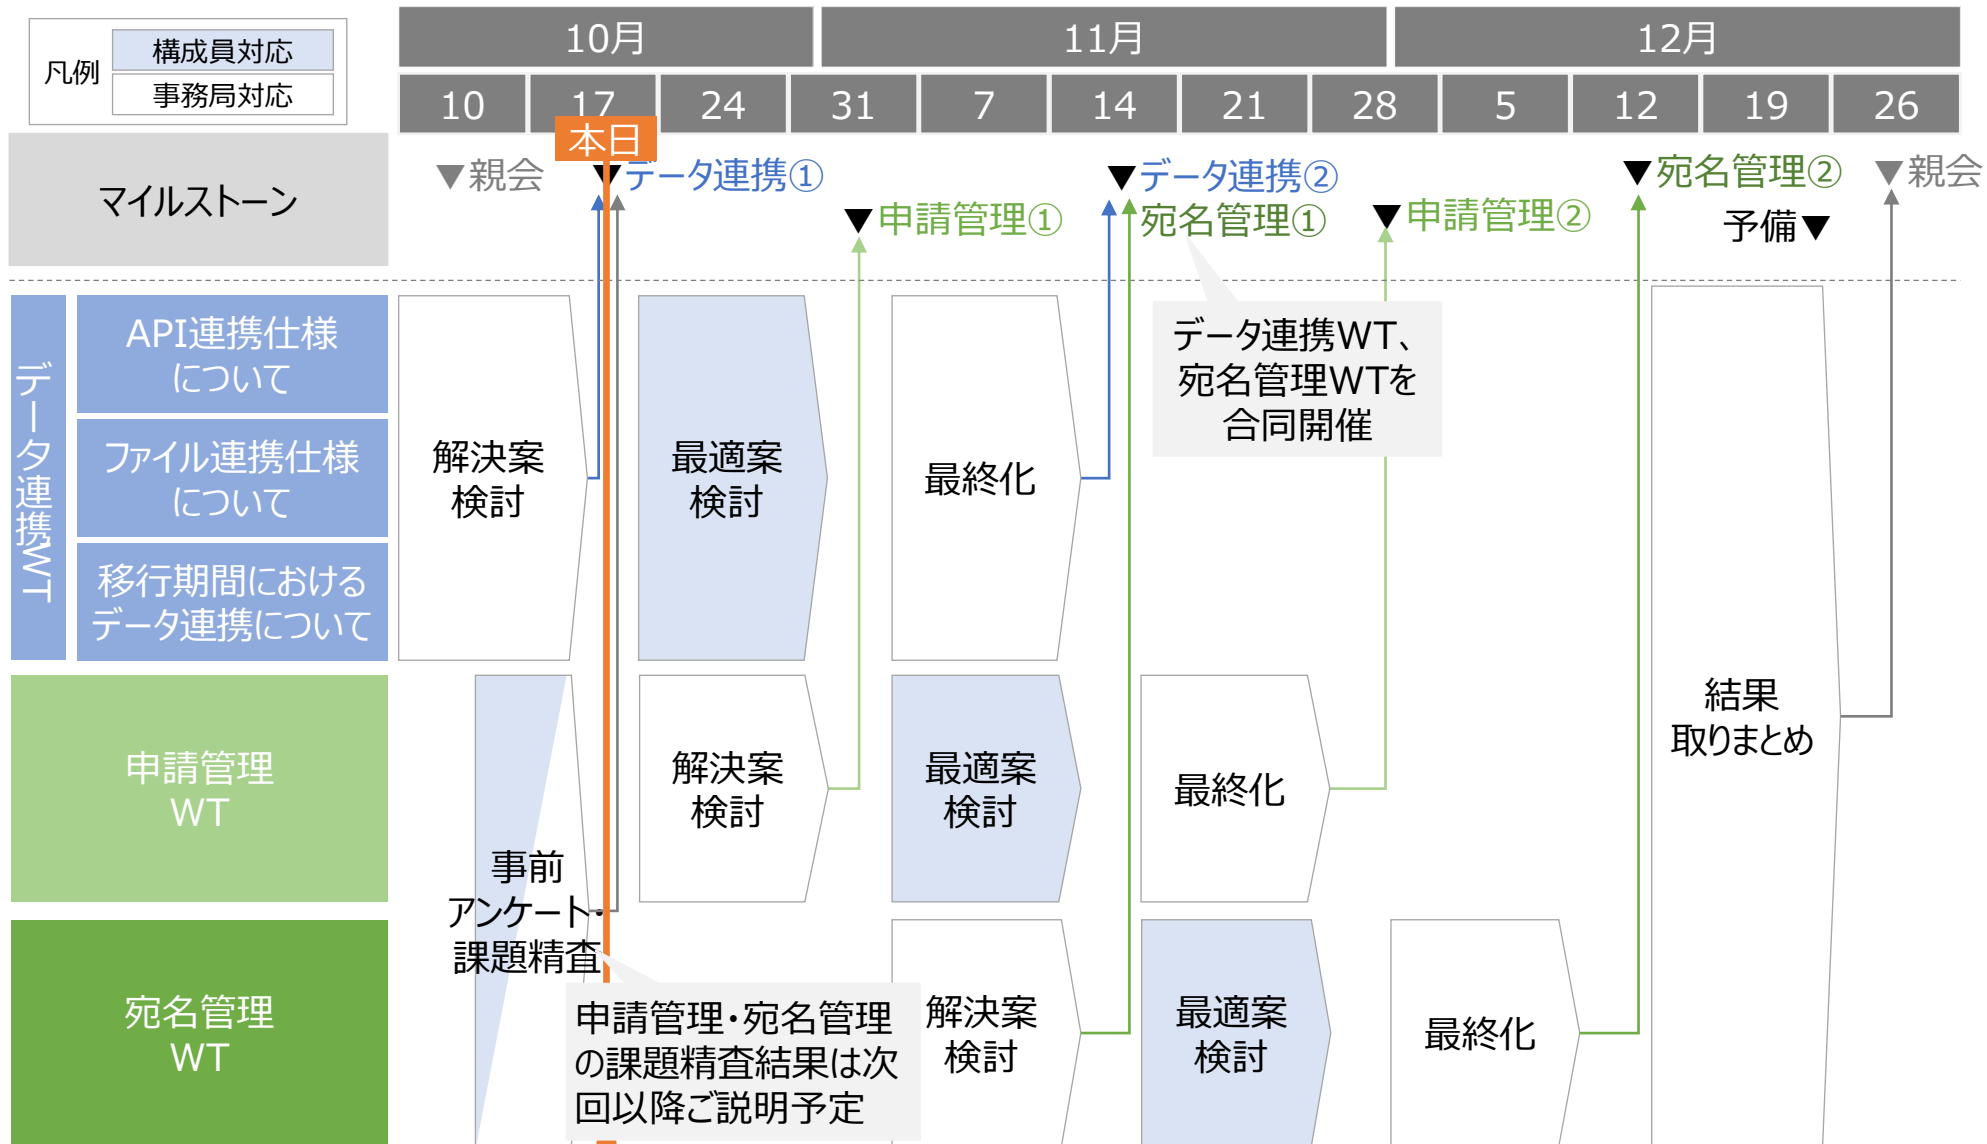 凡例
構成員対応
事務局対応
10月
11月
12月
10
17
24
31
7
14
21
28
5
12
19
26
本日
マイルストーン
▼親会
▼データ連携①
▼申請管理①
▼データ連携②
宛名管理①
▼申請管理②
▼宛名管理②
予備▼
▼親会
データ連携WT、
宛名管理WTを
合同開催
データ連携WT
API連携仕様
について
ファイル連携仕様
について
移行期間における
データ連携について
解決案
検討
最適案
検討
最終化
結果
取りまとめ
申請管理
WT
事前
アンケート・
課題精査
解決案
検討
最適案
検討
最終化
宛名管理
WT
申請管理・宛名管理
の課題精査結果は次
回以降ご説明予定
解決案
検討
最適案
検討
最終化